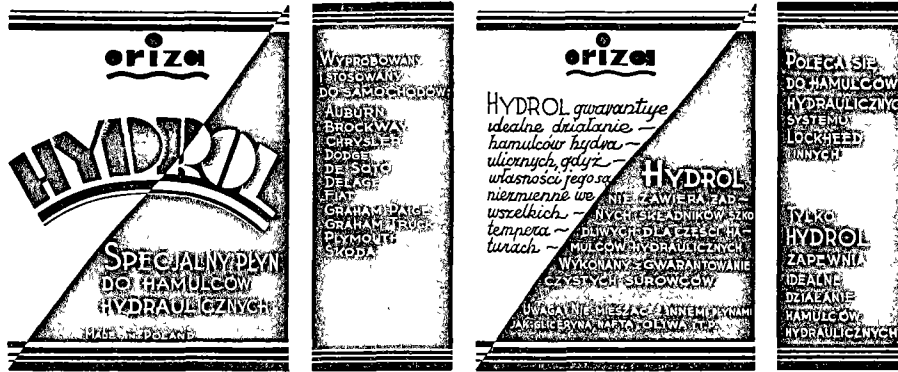 oriza
HYDROL
SPECJALNY PŁYN
DO HAMULCÓW
HYDRAULICZNYCH
MADE IN POLAND
WYPRÓBOWANY
I STOSOWANY
DO SAMOCHODÓW
AUBURN
BROCKWAY
CHRYSLER
DODGE
DE SOTO
DELAGE
FIAT
GRAHAM-PAIGE
GRAHAM-TRUCK
PLYMOUTH
SKODA
oriza
HYDROL gwarantuje
idealne działanie –
hamulców hydra –
ulicznych, gdyż –
własności jego są
niezmienne we
wszelkich –
tempera –
turach –
HYDROL
NIE ZAWIERA ŻAD–
NYCH SKŁADNIKÓW SZKO
DLIWYCH DLA CZĘŚCI HA–
MULCÓW HYDRAULICZNYCH
WYKONANY Z GWARANTOWANIE
CZYSTYCH SUROWCÓW
UWAGA! NIE MIESZAĆ Z INNEMI PŁYNAMI
JAK: GLICERYNA, NAFTA, OLIWA I T.P.
POLECA SIĘ
DO HAMULCÓW
HYDRAULICZNYC
SYSTEMU
LOCKHEED
I INNYCH
TYLKO
HYDROL
ZAPEWNIA
IDEALNE
DZIAŁANIE
HAMULCÓW
HYDRAULICZNYCH